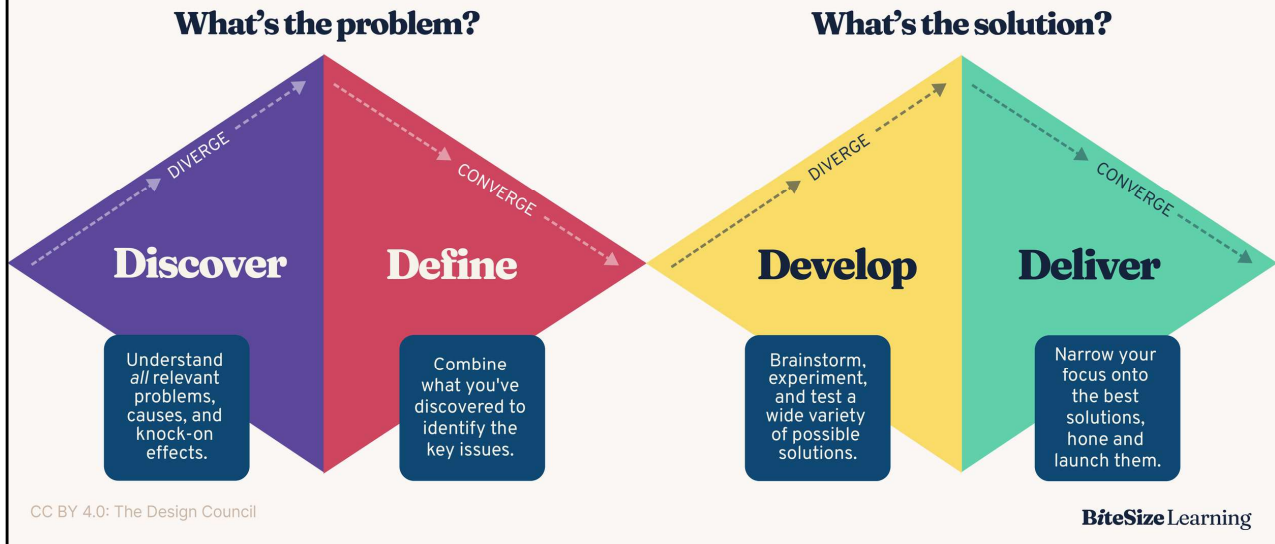 What's the problem?
What's the solution?
DIVERGE
CONVERGE
DIVERGE
CONVERGE
Discover
Define
Develop
Deliver
Understand
all relevant
problems,
causes, and
knock-on
effects.
Combine
what you've
discovered to
identify the
key issues.
Brainstorm,
experiment,
and test a
wide variety
of possible
solutions.
Narrow your
focus onto
the best
solutions,
hone and
launch them.
CC BY 4.0: The Design Council
BiteSize Learning